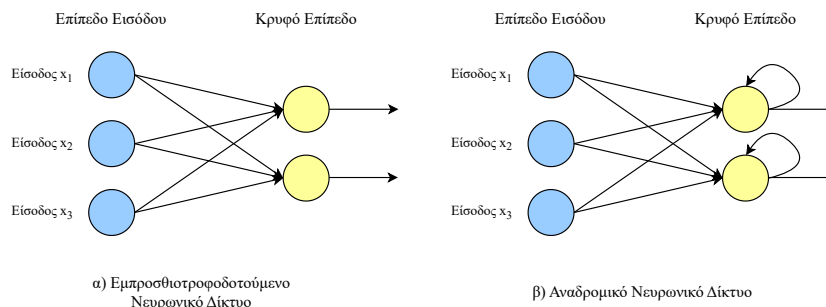 Επίπεδο Εισόδου
Κρυφό Επίπεδο
Είσοδος x1
Είσοδος x2
Είσοδος x3
α) Εμπροσθιοτροφοδοτούμενο
Νευρωνικό Δίκτυο
Επίπεδο Εισόδου
Κρυφό Επίπεδο
Είσοδος x1
Είσοδος x2
Είσοδος x3
β) Αναδρομικό Νευρωνικό Δίκτυο